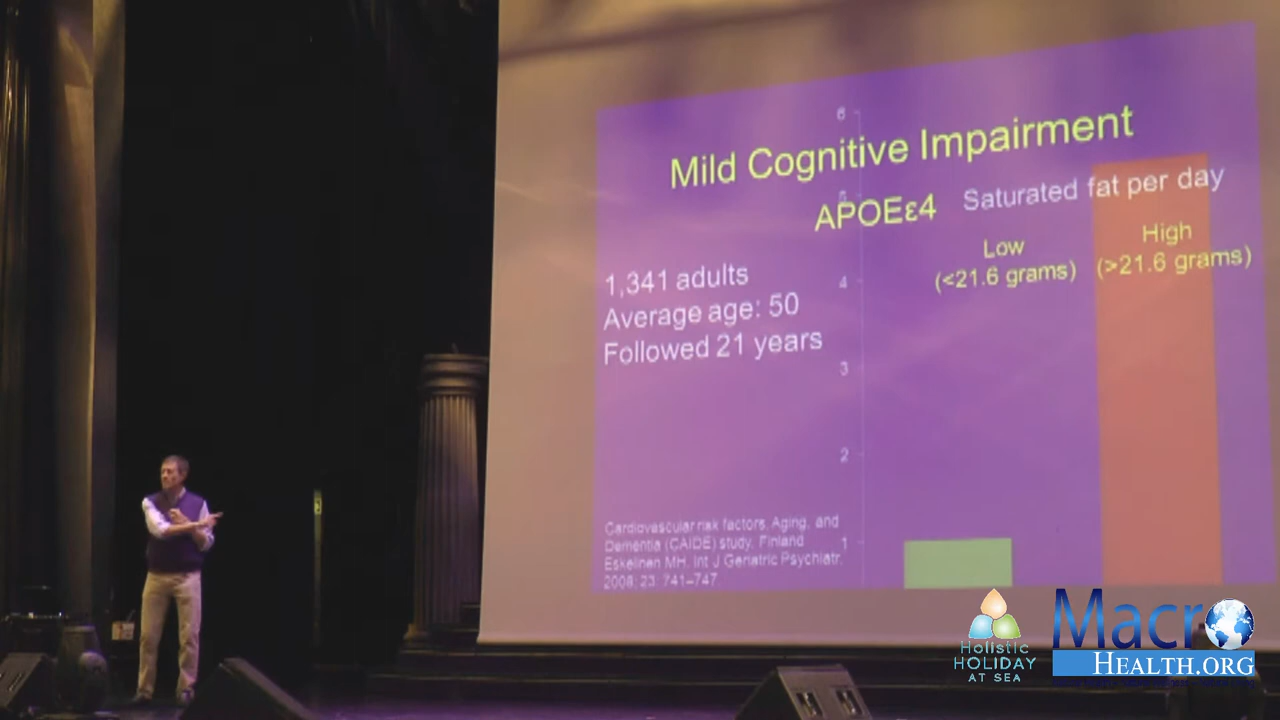 Mild Cognitive Impairment
APOEε4
Saturated fat per day
Low
(<21.6 grams)
High
(>21.6 grams)
1,341 adults
Average age: 50
Followed 21 years
6
5
4
3
2
1
Cardiovascular risk factors, Aging, and
Dementia (CAIDE) study, Finland
Eskelinen MH, Int J Geriatric Psychiatr.
2008; 23: 741–747
Holistic
HOLIDAY
AT SEA
Macro
HEALTH.ORG